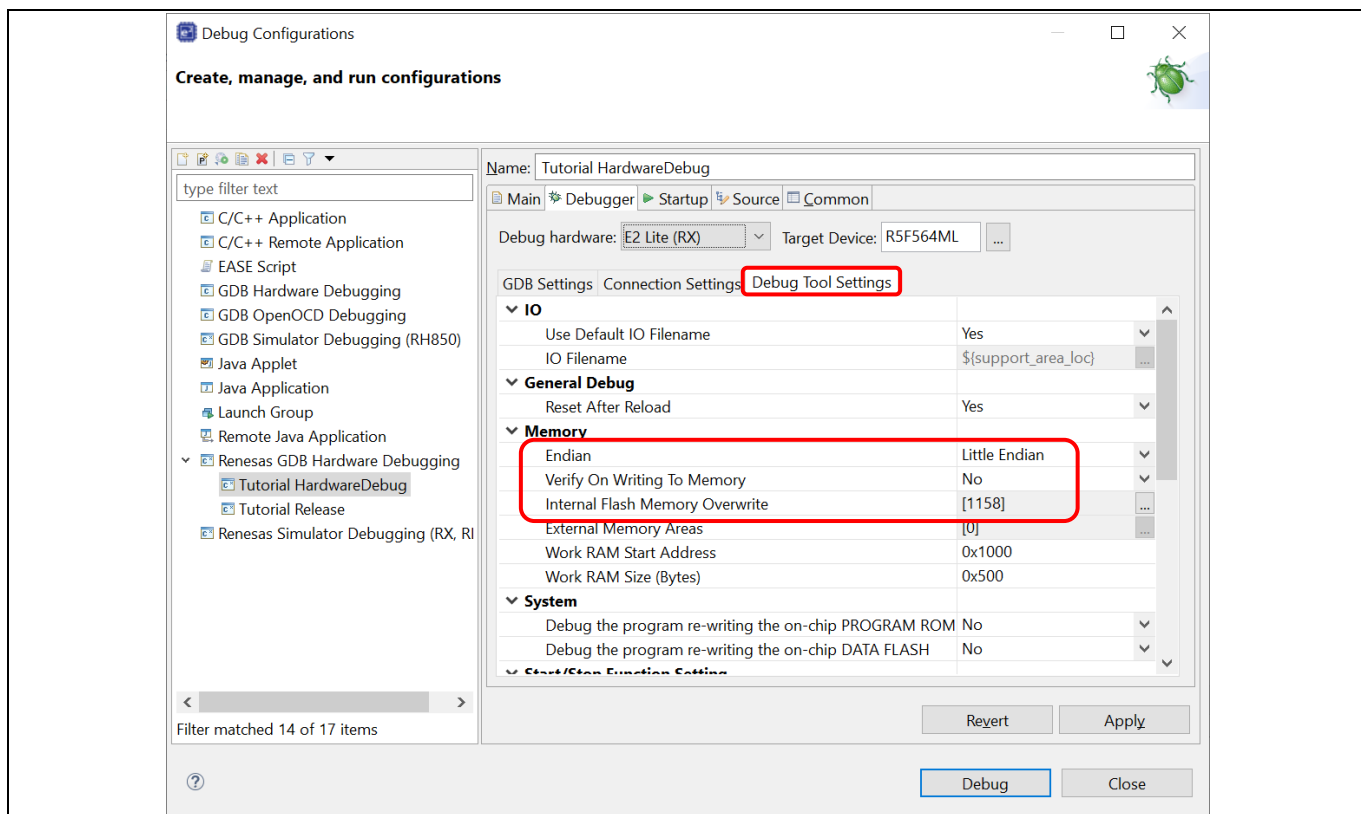 Debug Configurations
Create, manage, and run configurations
type filter text
C/C++ Application
C/C++ Remote Application
EASE Script
GDB Hardware Debugging
GDB OpenOCD Debugging
GDB Simulator Debugging (RH850)
Java Applet
Java Application
Launch Group
Remote Java Application
Renesas GDB Hardware Debugging
Tutorial HardwareDebug
Tutorial Release
Renesas Simulator Debugging (RX, RL
Filter matched 14 of 17 items
Name: Tutorial HardwareDebug
Main Debugger Startup Source Common
Debug hardware: E2 Lite (RX) Target Device: R5F564ML ...
GDB Settings Connection Settings Debug Tool Settings
IO
Use Default IO Filename Yes
IO Filename ${support_area_loc} ...
General Debug
Reset After Reload Yes
Memory
Endian Little Endian
Verify On Writing To Memory No
Internal Flash Memory Overwrite [1158] ...
External Memory Areas [0] ...
Work RAM Start Address 0x1000
Work RAM Size (Bytes) 0x500
System
Debug the program re-writing the on-chip PROGRAM ROM No
Debug the program re-writing the on-chip DATA FLASH No
Start/Stop Function Setting
Revert Apply
Debug Close